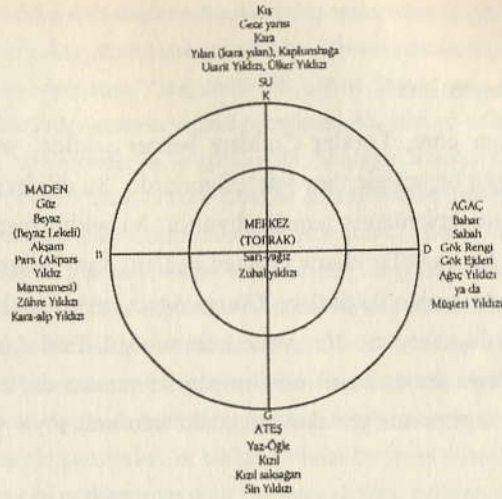 Kış
Gece yarısı
Kara
Yılan (kara yılan), Kaplumbağa
Utarit Yıldızı, Ülker Yıldızı
SU
K
MADEN
Güz
Beyaz
(Beyaz Lekeli)
Akşam
Pars (Akpars
Yıldız
Manzumesi)
Zühre Yıldızı
Kara-alp Yıldızı
B
MERKEZ
(TOPRAK)
Sarı-yağız
Zuhal yıldızı
D
AĞAÇ
Bahar
Sabah
Gök Rengi
Gök Ejderi
Ağaç Yıldızı
ya da
Müşteri Yıldızı
G
ATEŞ
Yaz-Öğle
Kızıl
Kızıl saksağan
Sin Yıldızı